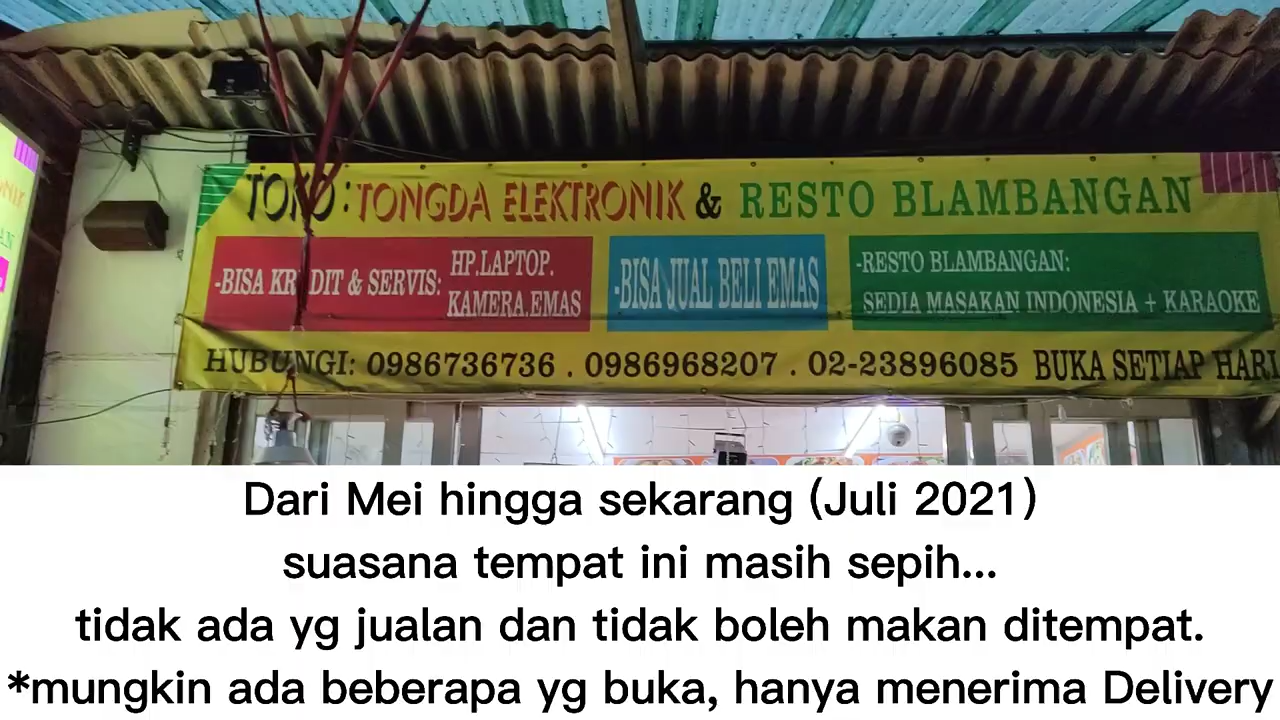 TOKO : TONGDA ELEKTRONIK & RESTO BLAMBANGAN
-BISA KREDIT & SERVIS: HP.LAPTOP.
KAMERA.EMAS
-BISA JUAL BELI EMAS
-RESTO BLAMBANGAN:
SEDIA MASAKAN INDONESIA + KARAOKE
HUBUNGI: 0986736736 . 0986968207 . 02-23896085 BUKA SETIAP HARI
Dari Mei hingga sekarang (Juli 2021)
suasana tempat ini masih sepih...
tidak ada yg jualan dan tidak boleh makan ditempat.
*mungkin ada beberapa yg buka, hanya menerima Delivery